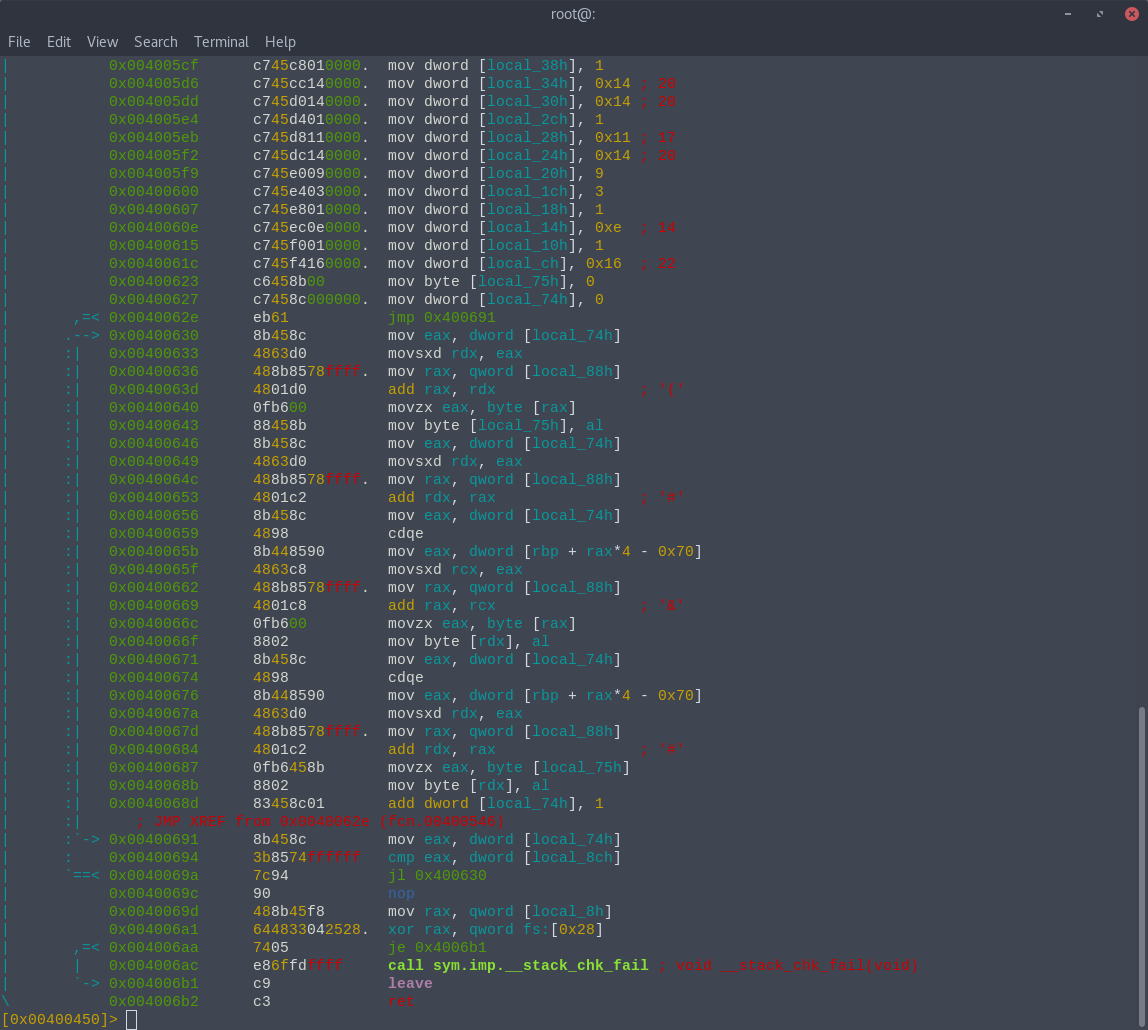 root@:
File Edit View Search Terminal Help
| 0x004005cf c745c8010000. mov dword [local_38h], 1
| 0x004005d6 c745cc140000. mov dword [local_34h], 0x14 ; 20
| 0x004005dd c745d0140000. mov dword [local_30h], 0x14 ; 20
| 0x004005e4 c745d4010000. mov dword [local_2ch], 1
| 0x004005eb c745d8110000. mov dword [local_28h], 0x11 ; 17
| 0x004005f2 c745dc140000. mov dword [local_24h], 0x14 ; 20
| 0x004005f9 c745e0090000. mov dword [local_20h], 9
| 0x00400600 c745e4030000. mov dword [local_1ch], 3
| 0x00400607 c745e8010000. mov dword [local_18h], 1
| 0x0040060e c745ec0e0000. mov dword [local_14h], 0xe ; 14
| 0x00400615 c745f0010000. mov dword [local_10h], 1
| 0x0040061c c745f4160000. mov dword [local_ch], 0x16 ; 22
| 0x00400623 c6458b00 mov byte [local_75h], 0
| 0x00400627 c7458c000000. mov dword [local_74h], 0
| ,=< 0x0040062e eb61 jmp 0x400691
| .--> 0x00400630 8b458c mov eax, dword [local_74h]
| :| 0x00400633 4863d0 movsxd rdx, eax
| :| 0x00400636 488b8578ffff. mov rax, qword [local_88h]
| :| 0x0040063d 4801d0 add rax, rdx ; '('
| :| 0x00400640 0fb600 movzx eax, byte [rax]
| :| 0x00400643 88458b mov byte [local_75h], al
| :| 0x00400646 8b458c mov eax, dword [local_74h]
| :| 0x00400649 4863d0 movsxd rdx, eax
| :| 0x0040064c 488b8578ffff. mov rax, qword [local_88h]
| :| 0x00400653 4801c2 add rdx, rax ; '#'
| :| 0x00400656 8b458c mov eax, dword [local_74h]
| :| 0x00400659 4898 cdqe
| :| 0x0040065b 8b448590 mov eax, dword [rbp + rax*4 - 0x70]
| :| 0x0040065f 4863c8 movsxd rcx, eax
| :| 0x00400662 488b8578ffff. mov rax, qword [local_88h]
| :| 0x00400669 4801c8 add rax, rcx ; '&'
| :| 0x0040066c 0fb600 movzx eax, byte [rax]
| :| 0x0040066f 8802 mov byte [rdx], al
| :| 0x00400671 8b458c mov eax, dword [local_74h]
| :| 0x00400674 4898 cdqe
| :| 0x00400676 8b448590 mov eax, dword [rbp + rax*4 - 0x70]
| :| 0x0040067a 4863d0 movsxd rdx, eax
| :| 0x0040067d 488b8578ffff. mov rax, qword [local_88h]
| :| 0x00400684 4801c2 add rdx, rax ; '#'
| :| 0x00400687 0fb6458b movzx eax, byte [local_75h]
| :| 0x0040068b 8802 mov byte [rdx], al
| :| 0x0040068d 83458c01 add dword [local_74h], 1
| :| ; JMP XREF from 0x0040062e (fcn.00400546)
| :`-> 0x00400691 8b458c mov eax, dword [local_74h]
| : 0x00400694 3b8574ffffff cmp eax, dword [local_8ch]
| `==< 0x0040069a 7c94 jl 0x400630
| 0x0040069c 90 nop
| 0x0040069d 488b45f8 mov rax, qword [local_8h]
| 0x004006a1 644833042528. xor rax, qword fs:[0x28]
| ,=< 0x004006aa 7405 je 0x4006b1
| | 0x004006ac e86ffdffff call sym.imp.__stack_chk_fail ; void __stack_chk_fail(void)
| `-> 0x004006b1 c9 leave
\ 0x004006b2 c3 ret
[0x00400450]>